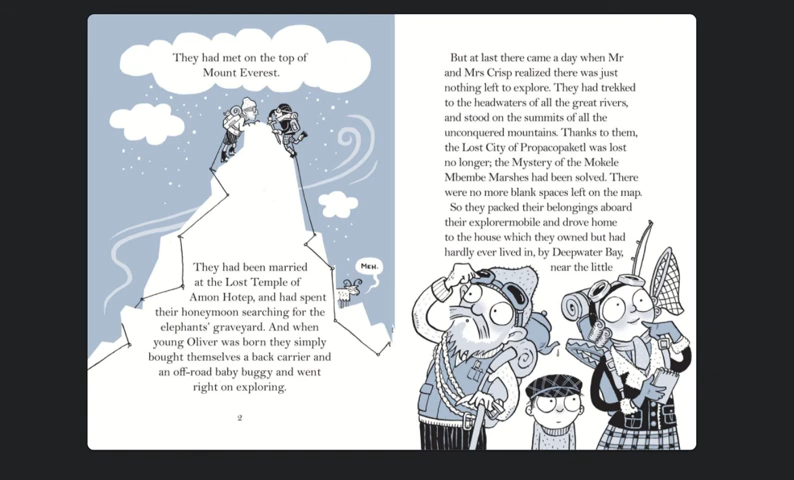 They had met on the top of
Mount Everest.
MEH.
They had been married
at the Lost Temple of
Amon Hotep, and had spent
their honeymoon searching for the
elephants’ graveyard. And when
young Oliver was born they simply
bought themselves a back carrier and
an off-road baby buggy and went
right on exploring.
2
But at last there came a day when Mr
and Mrs Crisp realized there was just
nothing left to explore. They had trekked
to the headwaters of all the great rivers,
and stood on the summits of all the
unconquered mountains. Thanks to them,
the Lost City of Propacopaketl was lost
no longer; the Mystery of the Mokele
Mbembe Marshes had been solved. There
were no more blank spaces left on the map.
So they packed their belongings aboard
their explorermobile and drove home
to the house which they owned but had
hardly ever lived in, by Deepwater Bay,
near the little